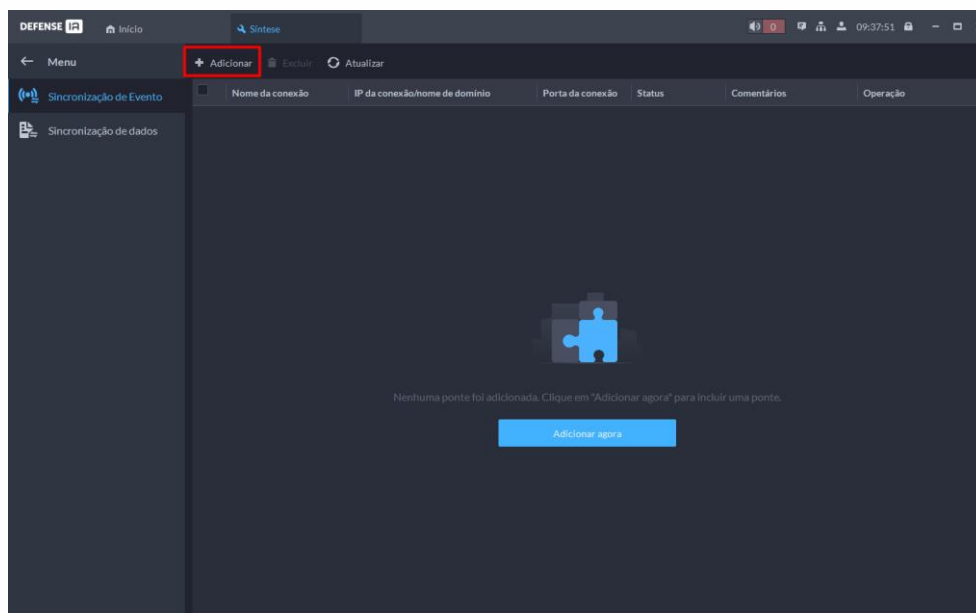 DEFENSE IA Início Síntese 0 09:37:51
Menu Adicionar Excluir Atualizar
Sincronização de Evento Nome da conexão IP da conexão/nome de domínio Porta da conexão Status Comentários Operação
Sincronização de dados
Nenhuma ponte foi adicionada. Clique em "Adicionar agora" para incluir uma ponte.
Adicionar agora